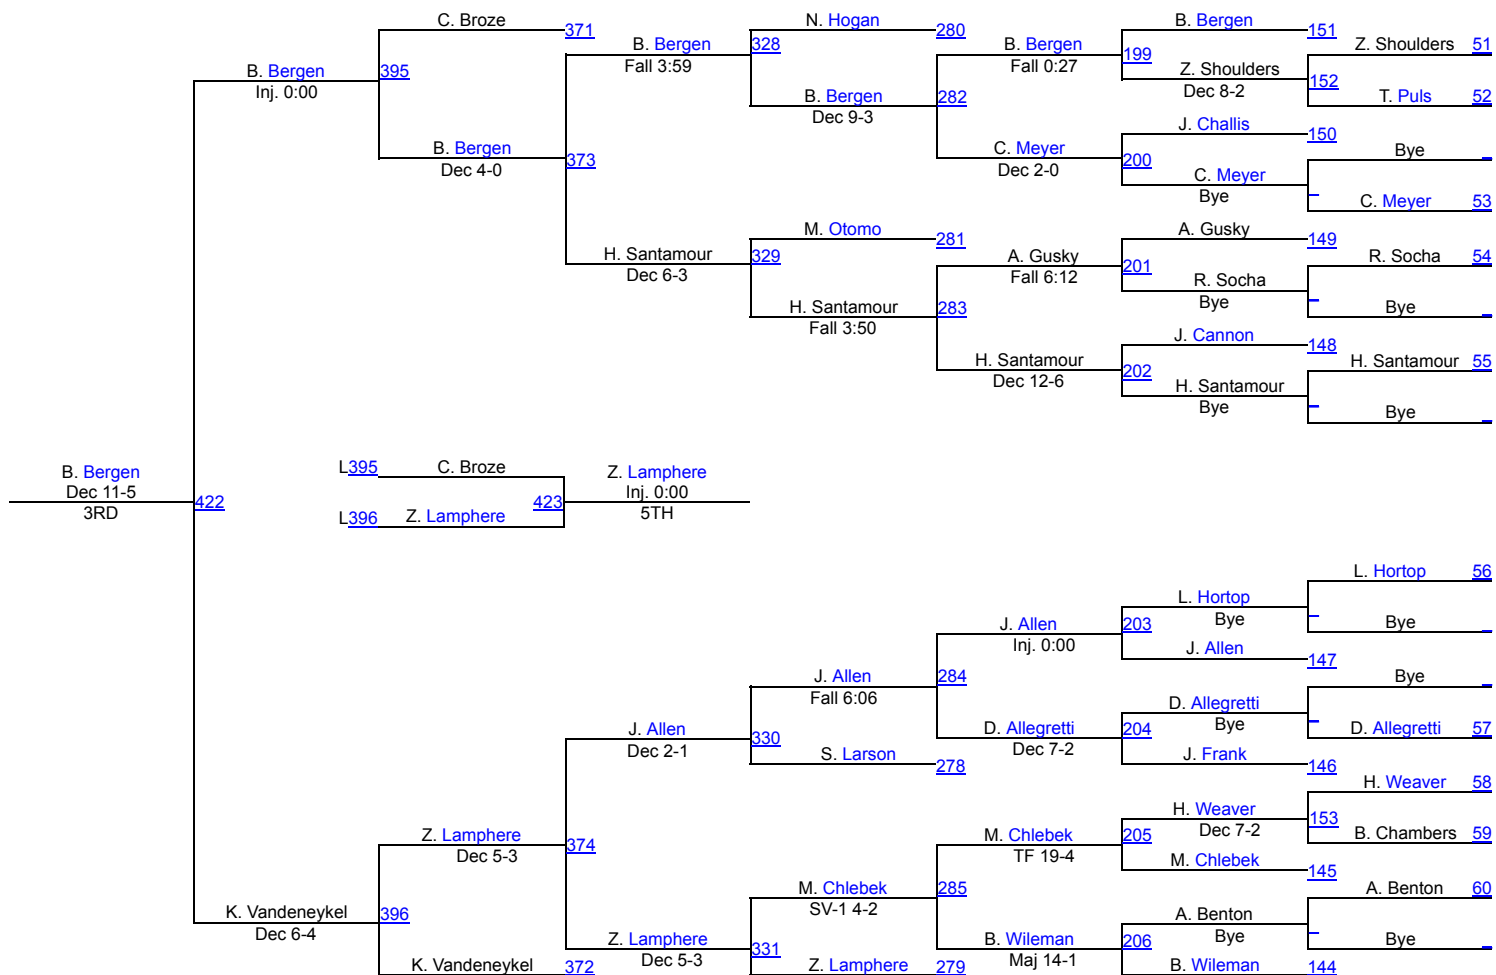 C. Broze
371
N. Hogan
280
B. Bergen
151
B. Bergen
Fall 3:59
328
B. Bergen
Fall 0:27
199
Z. Shoulders
51
B. Bergen
Inj. 0:00
395
Z. Shoulders
Dec 8-2
152
T. Puls
52
B. Bergen
Dec 9-3
282
J. Challis
150
B. Bergen
Dec 4-0
373
C. Meyer
Dec 2-0
200
Bye
C. Meyer
Bye
C. Meyer
53
M. Otomo
281
A. Gusky
149
H. Santamour
Dec 6-3
329
A. Gusky
Fall 6:12
201
R. Socha
54
R. Socha
Bye
Bye
H. Santamour
Fall 3:50
283
J. Cannon
148
H. Santamour
Dec 12-6
202
H. Santamour
55
H. Santamour
Bye
Bye
B. Bergen
Dec 11-5
3RD
422
L395
C. Broze
L396
Z. Lamphere
423
Z. Lamphere
Inj. 0:00
5TH
L. Hortop
56
L. Hortop
Bye
Bye
J. Allen
Inj. 0:00
203
J. Allen
147
J. Allen
Fall 6:06
284
Bye
D. Allegretti
Bye
D. Allegretti
57
J. Allen
Dec 2-1
330
D. Allegretti
Dec 7-2
204
S. Larson
278
J. Frank
146
H. Weaver
58
H. Weaver
Dec 7-2
153
Z. Lamphere
Dec 5-3
374
M. Chlebek
TF 19-4
205
B. Chambers
59
M. Chlebek
145
M. Chlebek
SV-1 4-2
285
A. Benton
60
K. Vandeneykel
Dec 6-4
396
A. Benton
Bye
Bye
Z. Lamphere
Dec 5-3
331
B. Wileman
Maj 14-1
206
K. Vandeneykel
372
Z. Lamphere
279
B. Wileman
144